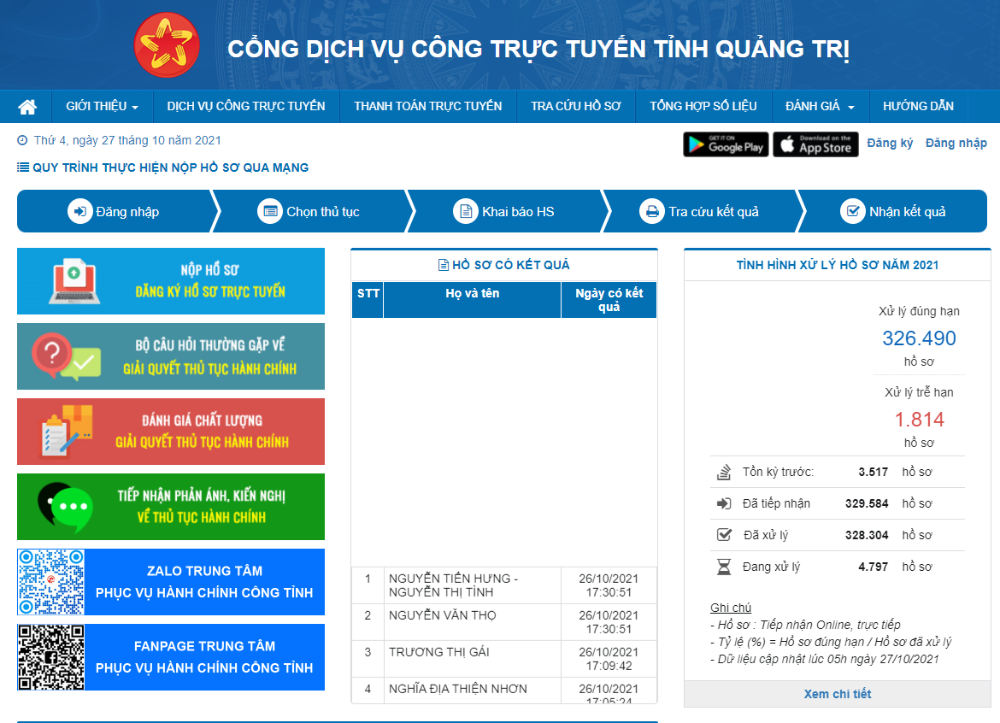 CỔNG DỊCH VỤ CÔNG TRỰC TUYẾN TỈNH QUẢNG TRỊ
GIỚI THIỆU
DỊCH VỤ CÔNG TRỰC TUYẾN
THANH TOÁN TRỰC TUYẾN
TRA CỨU HỒ SƠ
TỔNG HỢP SỐ LIỆU
ĐÁNH GIÁ
HƯỚNG DẪN
Thứ 4, ngày 27 tháng 10 năm 2021
GET IT ON
Google Play
Download on the
App Store
Đăng ký
Đăng nhập
QUY TRÌNH THỰC HIỆN NỘP HỒ SƠ QUA MẠNG
Đăng nhập
Chọn thủ tục
Khai báo HS
Tra cứu kết quả
Nhận kết quả
NỘP HỒ SƠ
ĐĂNG KÝ HỒ SƠ TRỰC TUYẾN
BỘ CÂU HỎI THƯỜNG GẶP VỀ
GIẢI QUYẾT THỦ TỤC HÀNH CHÍNH
ĐÁNH GIÁ CHẤT LƯỢNG
GIẢI QUYẾT THỦ TỤC HÀNH CHÍNH
TIẾP NHẬN PHẢN ÁNH, KIẾN NGHỊ
VỀ THỦ TỤC HÀNH CHÍNH
ZALO TRUNG TÂM
PHỤC VỤ HÀNH CHÍNH CÔNG TỈNH
FANPAGE TRUNG TÂM
PHỤC VỤ HÀNH CHÍNH CÔNG TỈNH
HỒ SƠ CÓ KẾT QUẢ
STT Họ và tên Ngày có kết
quả
1 NGUYỄN TIẾN HƯNG - 26/10/2021
NGUYỄN THỊ TÌNH 17:30:51
2 NGUYỄN VĂN THỌ 26/10/2021
17:30:51
3 TRƯƠNG THỊ GÁI 26/10/2021
17:09:42
4 NGHĨA ĐỊA THIỆN NHƠN 26/10/2021
17:05:24
TÌNH HÌNH XỬ LÝ HỒ SƠ NĂM 2021
Xử lý đúng hạn
326.490
hồ sơ
Xử lý trễ hạn
1.814
hồ sơ
Tồn kỳ trước: 3.517 hồ sơ
Đã tiếp nhận 329.584 hồ sơ
Đã xử lý 328.304 hồ sơ
Đang xử lý 4.797 hồ sơ
Ghi chú
- Hồ sơ : Tiếp nhận Online, trực tiếp
- Tỷ lệ (%) = Hồ sơ đúng hạn / Hồ sơ đã xử lý
- Dữ liệu cập nhật lúc 05h ngày 27/10/2021
Xem chi tiết